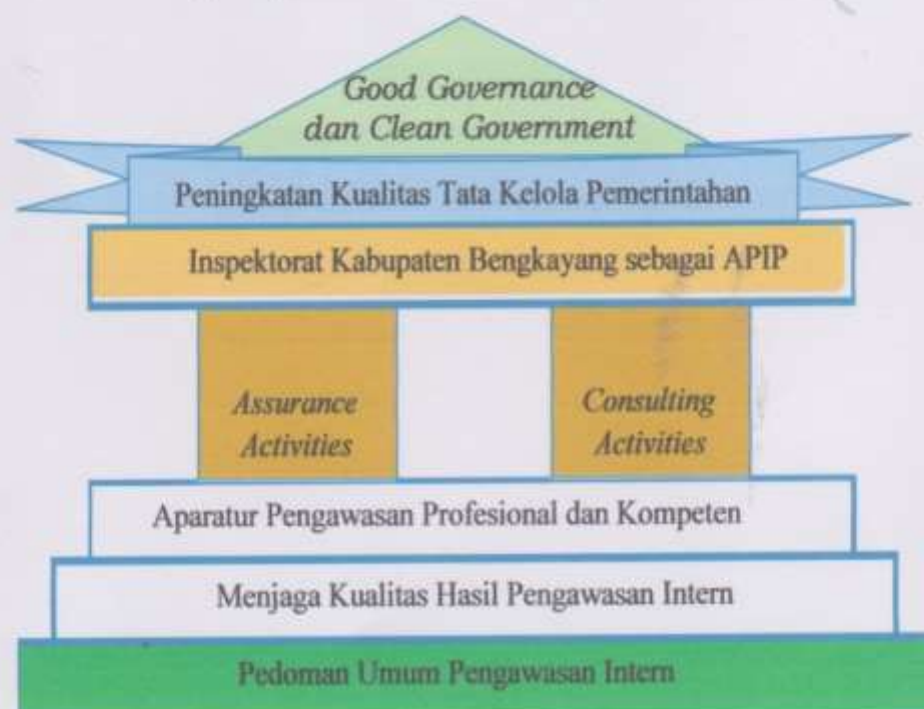 Good Governance
dan Clean Government
Peningkatan Kualitas Tata Kelola Pemerintahan
Inspektorat Kabupaten Bengkayang sebagai APIP
Assurance
Activities
Consulting
Activities
Aparatur Pengawasan Profesional dan Kompeten
Menjaga Kualitas Hasil Pengawasan Intern
Pedoman Umum Pengawasan Intern